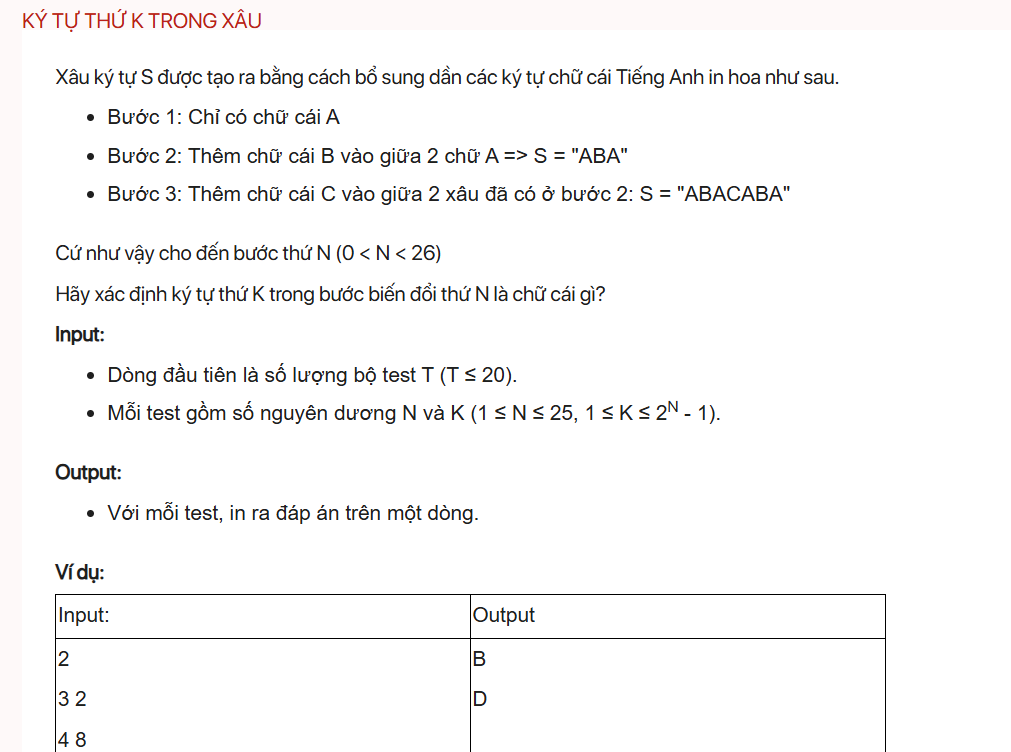 KÝ TỰ THỨ K TRONG XÂU
Xâu ký tự S được tạo ra bằng cách bổ sung dần các ký tự chữ cái Tiếng Anh in hoa như sau.
• Bước 1: Chỉ có chữ cái A
• Bước 2: Thêm chữ cái B vào giữa 2 chữ A => S = "ABA"
• Bước 3: Thêm chữ cái C vào giữa 2 xâu đã có ở bước 2: S = "ABACABA"
Cứ như vậy cho đến bước thứ N (0 < N < 26)
Hãy xác định ký tự thứ K trong bước biến đổi thứ N là chữ cái gì?
Input:
• Dòng đầu tiên là số lượng bộ test T (T ≤ 20).
• Mỗi test gồm số nguyên dương N và K (1 ≤ N ≤ 25, 1 ≤ K ≤ 2^N - 1).
Output:
• Với mỗi test, in ra đáp án trên một dòng.
Ví dụ:
Input: Output
2 B
3 2 D
4 8